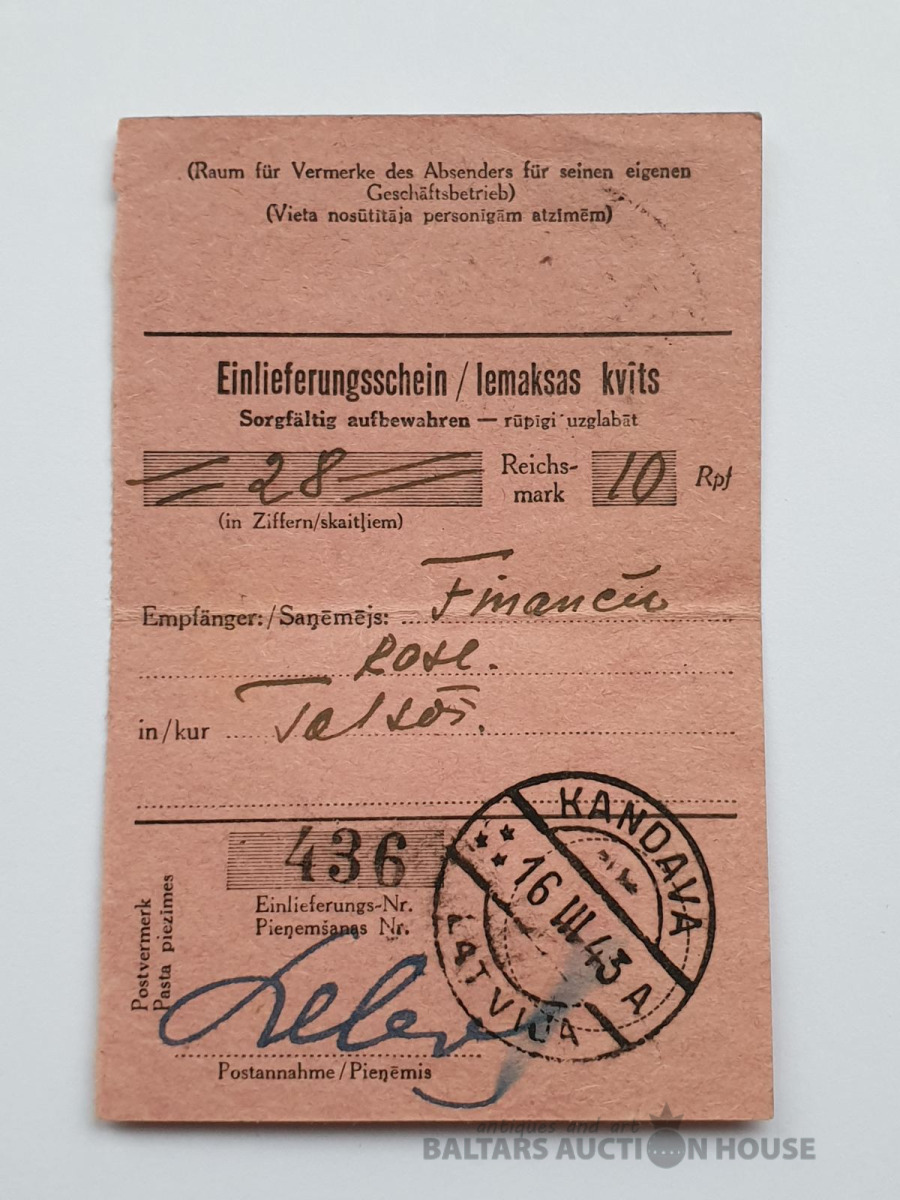 (Raum für Vermerke des Absenders für seinen eigenen
Geschäftsbetrieb)
(Vieta nosūtītāja personīgām atzīmēm)
Einlieferungsschein / Iemaksas kvīts
Sorgfältig aufbewahren — rūpīgi uzglabāt
28 Reichs-
mark 10 Rpf
(in Ziffern/skaitļiem)
Empfänger:/Saņēmējs: Finanču
in/kur Talsos.
436
Einlieferungs-Nr.
Pieņemšanas Nr.
Postvermerk
Pasta piezīmes
Postannahme/Pieņēmis
KANDAVA
16 III 43
A
LATVIJA
antiques and art
BALTARS AUCTION HOUSE